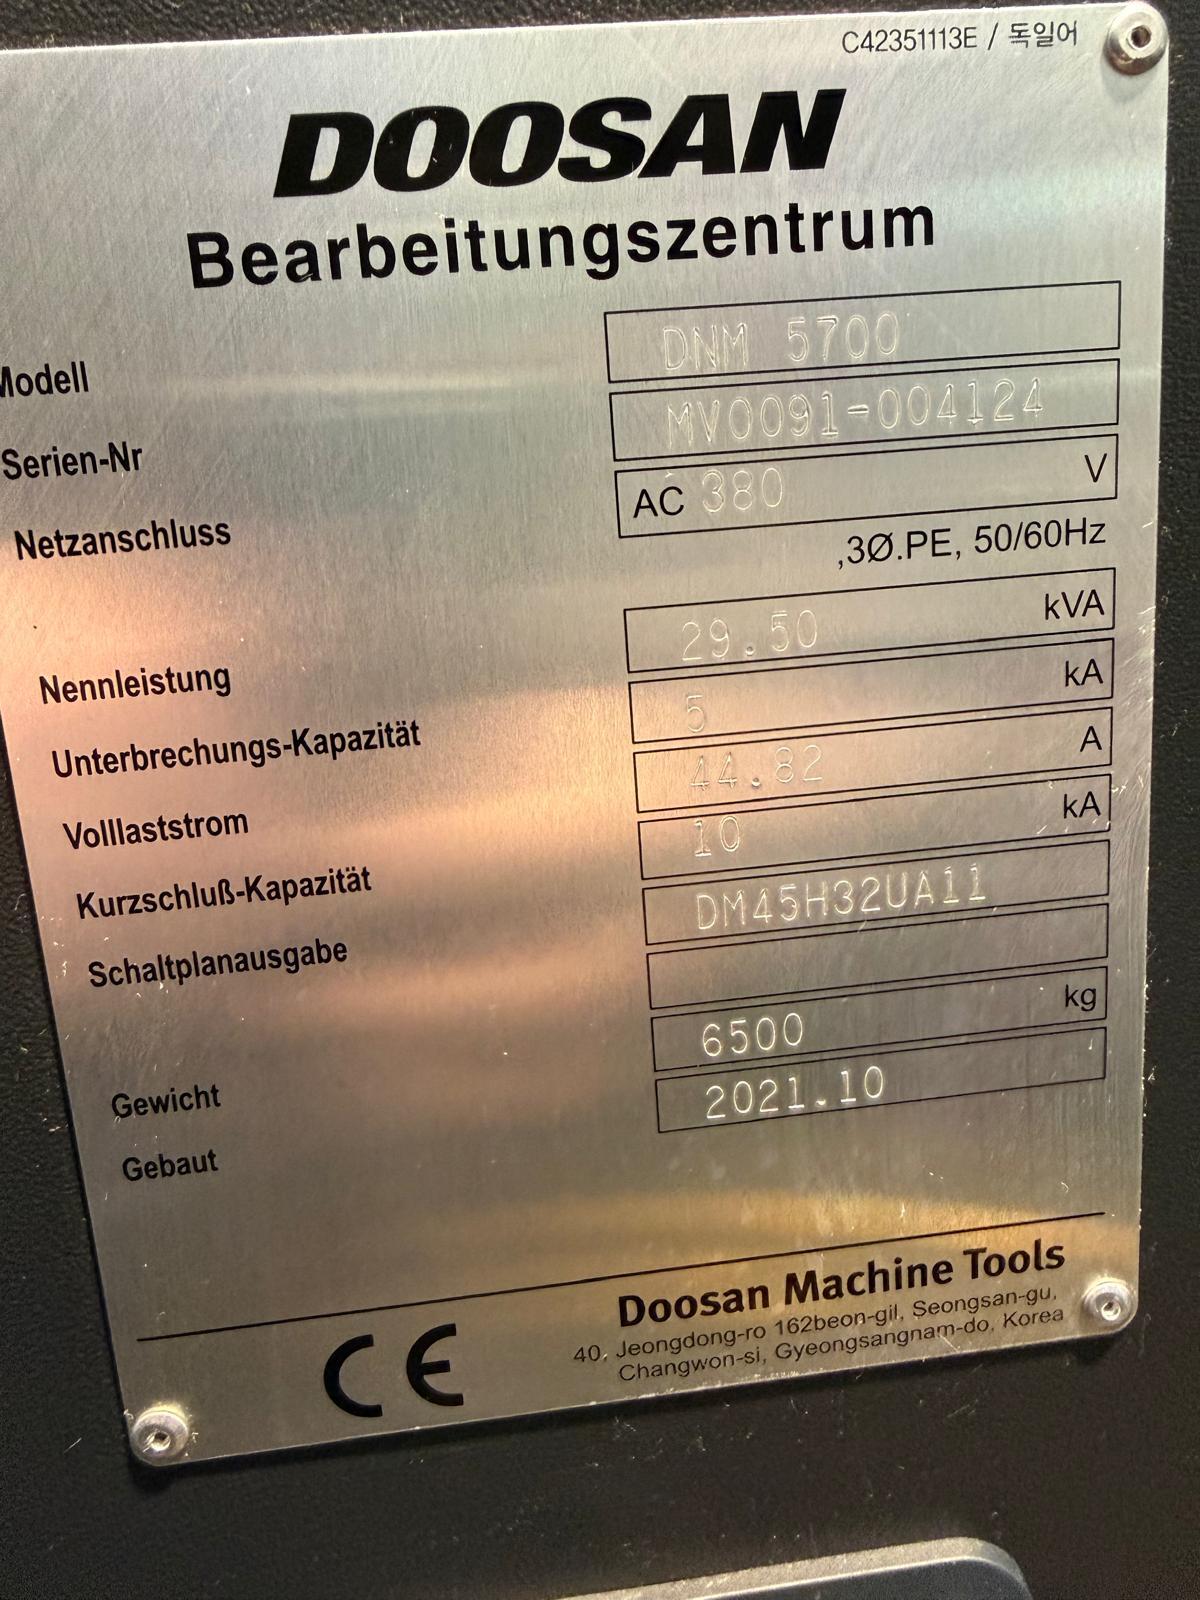 C42351113E / 독일어
DOOSAN
Bearbeitungszentrum
Modell DNM 5700
Serien-Nr MV0091-004124
Netzanschluss AC 380 V
,3Ø.PE, 50/60Hz
Nennleistung 29.50 kVA
Unterbrechungs-Kapazität 5 kA
Volllaststrom 44.82 A
Kurzschluß-Kapazität 10 kA
Schaltplanausgabe DM45H32UA11
Gewicht 6500 kg
Gebaut 2021.10
Doosan Machine Tools
40, Jeongdong-ro 162beon-gil, Seongsan-gu,
Changwon-si, Gyeongsangnam-do, Korea
CE